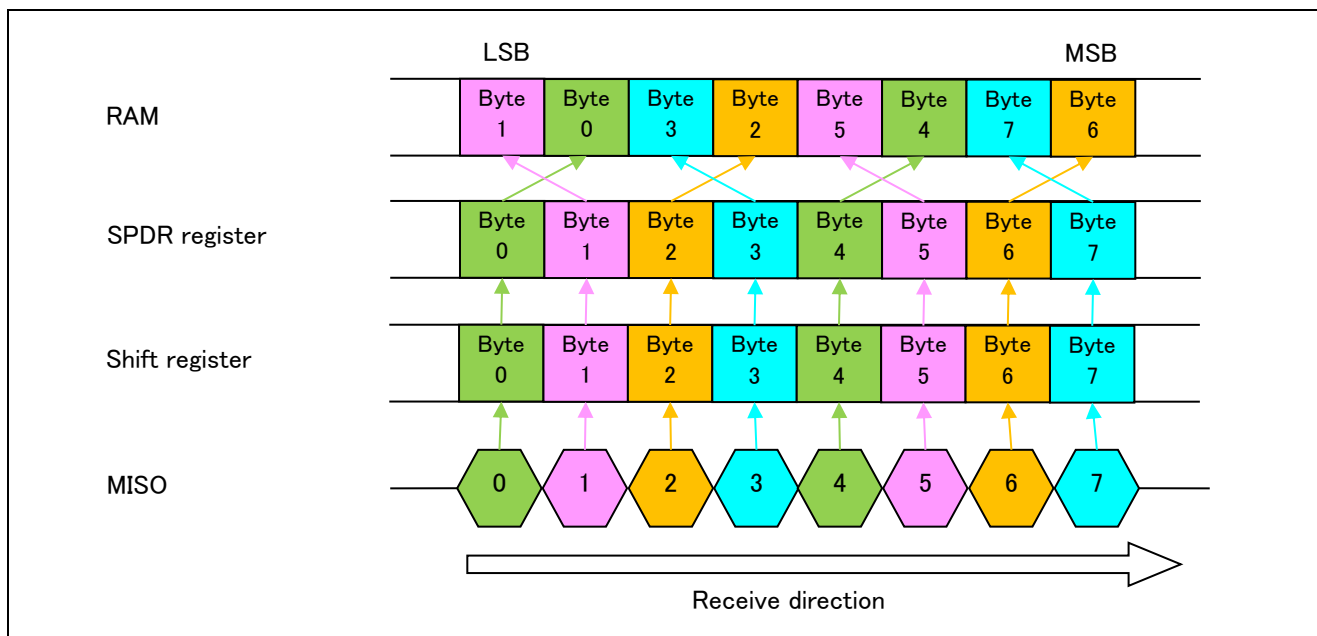 LSB MSB
RAM
Byte Byte Byte Byte Byte Byte Byte Byte
1 0 3 2 5 4 7 6
SPDR register
Byte Byte Byte Byte Byte Byte Byte Byte
0 1 2 3 4 5 6 7
Shift register
Byte Byte Byte Byte Byte Byte Byte Byte
0 1 2 3 4 5 6 7
MISO 0 1 2 3 4 5 6 7
Receive direction